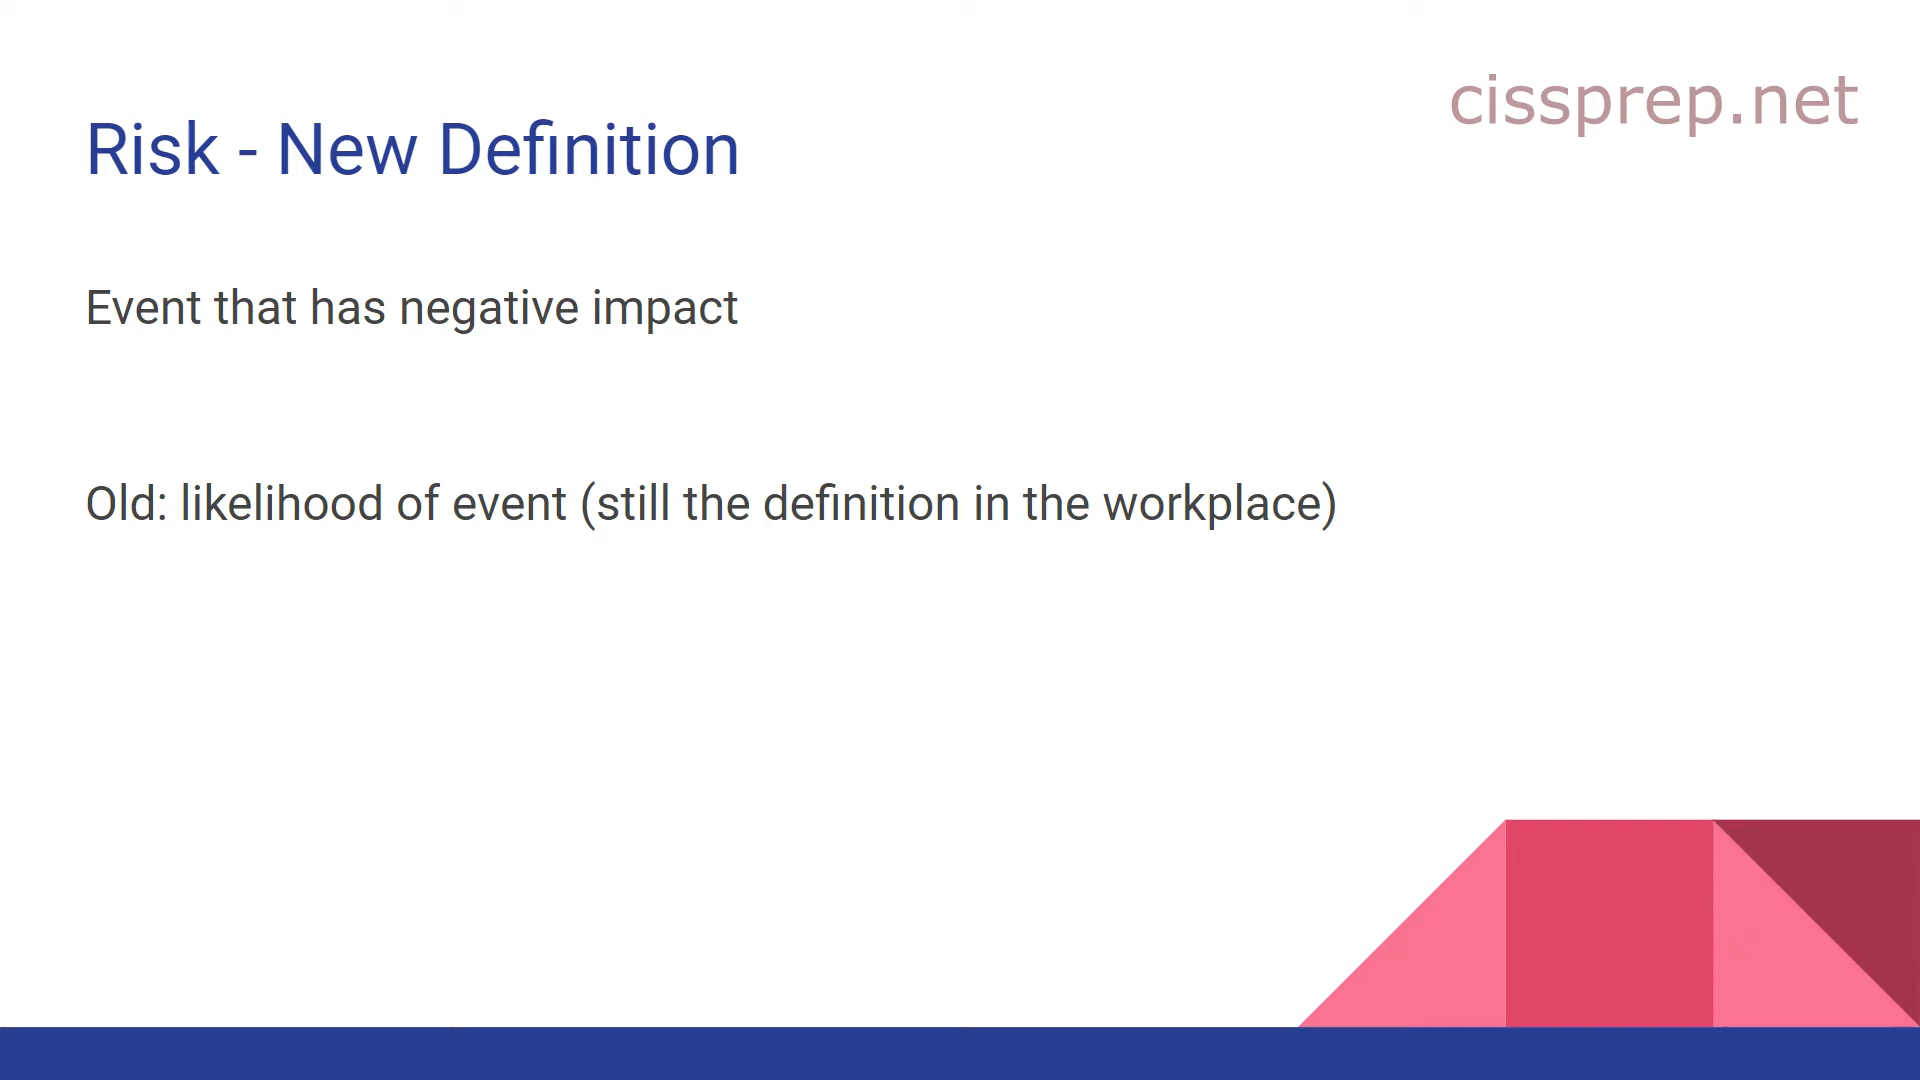 cissprep.net
Risk - New Definition
Event that has negative impact
Old: likelihood of event (still the definition in the workplace)